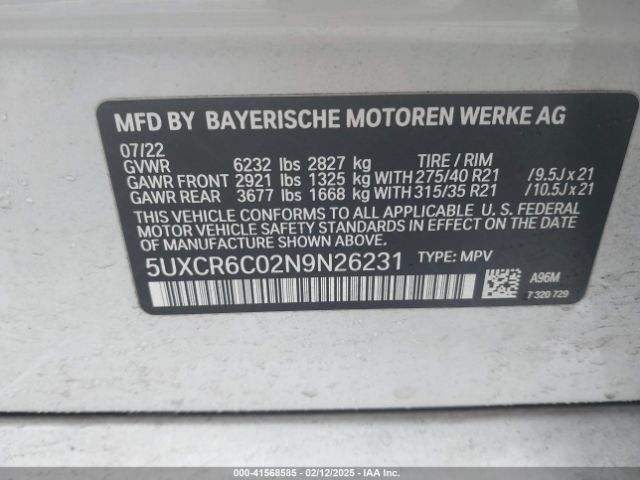 MFD BY BAYERISCHE MOTOREN WERKE AG
07/22
GVWR 6232 lbs 2827 kg TIRE / RIM
GAWR FRONT 2921 lbs 1325 kg WITH 275/40 R21 /9.5J x 21
GAWR REAR 3677 lbs 1668 kg WITH 315/35 R21 /10.5J x 21
THIS VEHICLE CONFORMS TO ALL APPLICABLE U. S. FEDERAL
MOTOR VEHICLE SAFETY STANDARDS IN EFFECT ON THE DATE
OF MANUFACTURE SHOWN ABOVE.
5UXCR6C02N9N26231 TYPE: MPV
A96M
7 320 729
000-41568585 - 02/12/2025 - IAA Inc.